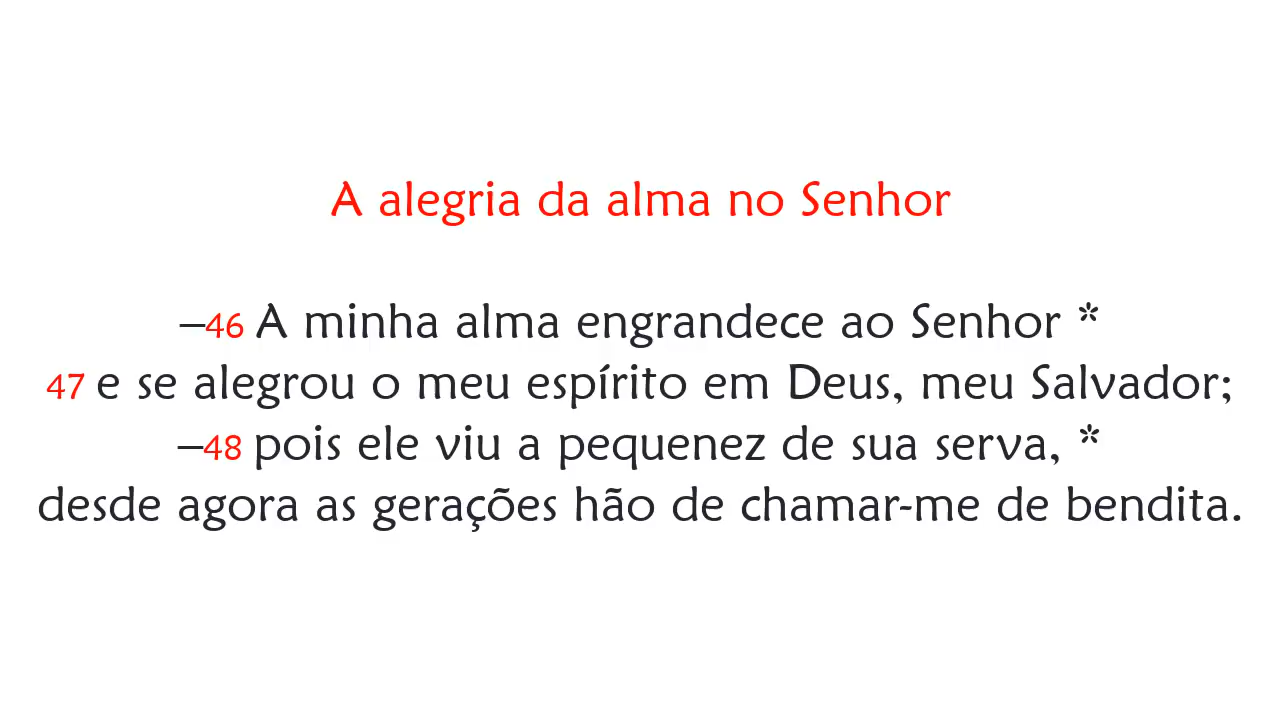 A alegria da alma no Senhor
–46 A minha alma engrandece ao Senhor *
47 e se alegrou o meu espírito em Deus, meu Salvador;
–48 pois ele viu a pequenez de sua serva, *
desde agora as gerações hão de chamar-me de bendita.